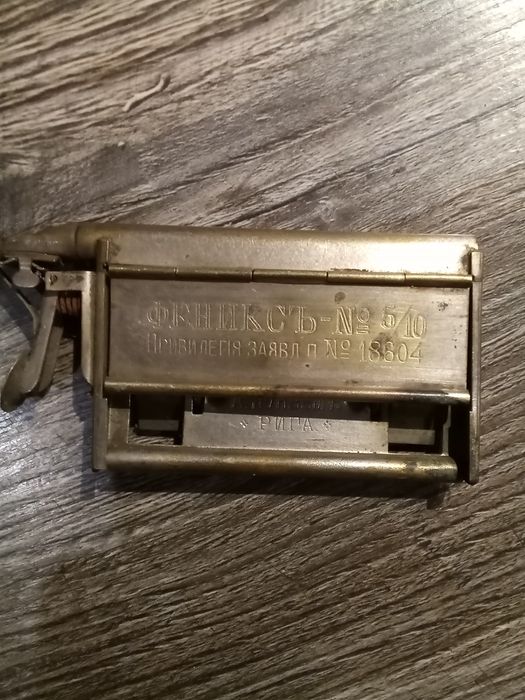 ФЕНИКСЪ-№ 5/10
ПРИВИЛЕГІЯ ЗАЯВЛ П № 18604
* РИГА *